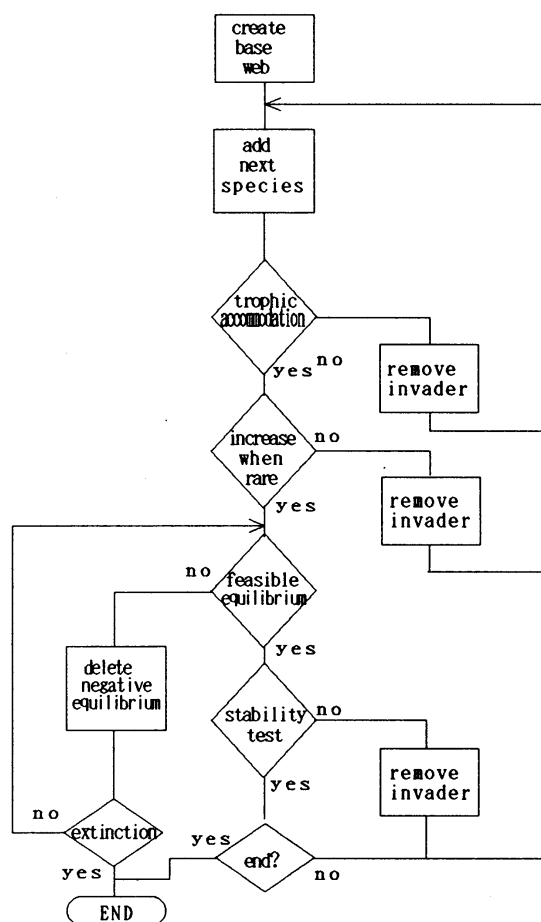 create
base
web
add
next
species
trophic
accomodation
no
yes
remove
invader
increase
when
rare
no
yes
remove
invader
no
feasible
equilibrium
yes
delete
negative
equilibrium
stability
test
no
yes
remove
invader
no
extinction
yes
yes
end?
no
END